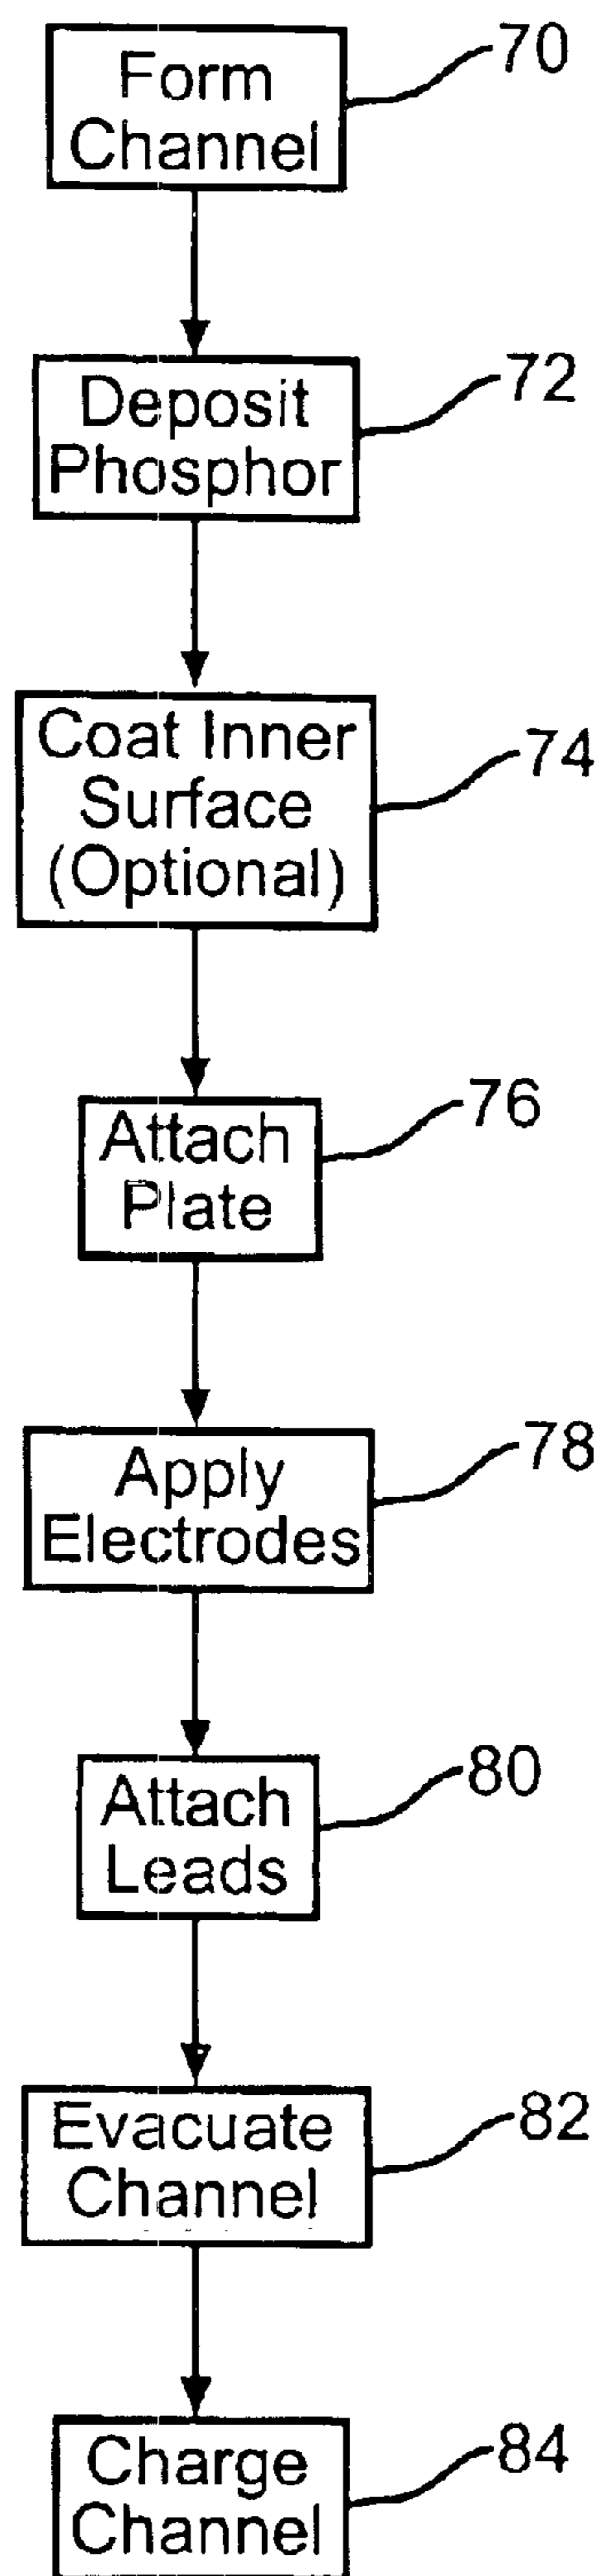 Form
Channel
70
Deposit
Phosphor
72
Coat Inner
Surface
(Optional)
74
Attach
Plate
76
Apply
Electrodes
78
Attach
Leads
80
Evacuate
Channel
82
Charge
Channel
84